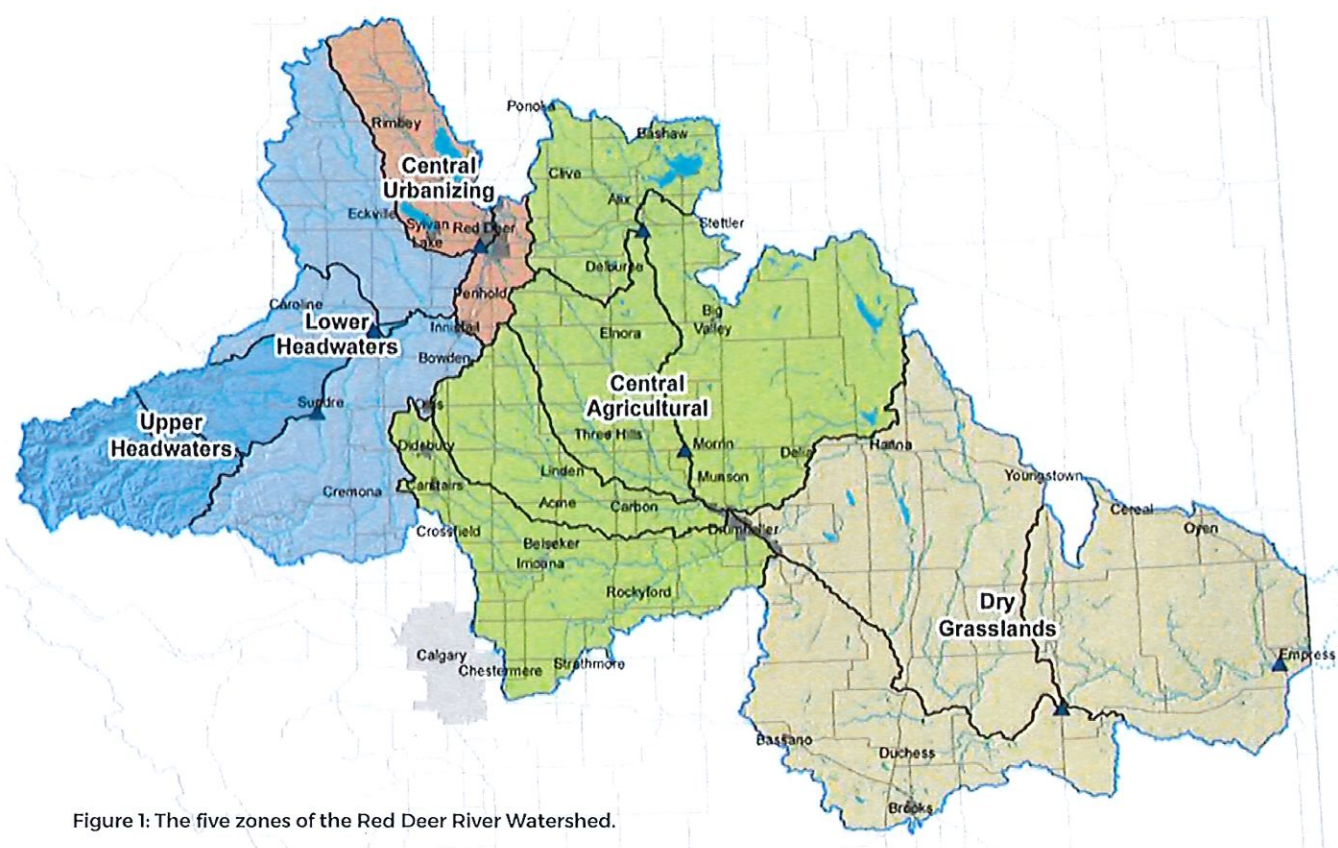 Ponoka
Bashaw
Rimbey
Central
Urbanizing
Clive
Alix
Eckville
Sylvan
Lake
Red Deer
Stettler
Delburne
Penhold
Caroline
Lower
Headwaters
Innisfail
Elnora
Big
Valley
Bowden
Central
Agricultural
Sundre
Olds
Upper
Headwaters
Didsbury
Three Hills
Morrin
Delia
Hanna
Linden
Munson
Youngstown
Cremona
Carstairs
Acme
Carbon
Cereal
Oyen
Crossfield
Drumheller
Beiseker
Irricana
Rockyford
Dry
Grasslands
Calgary
Chestermere
Strathmore
Empress
Bassano
Duchess
Brooks
Figure 1: The five zones of the Red Deer River Watershed.